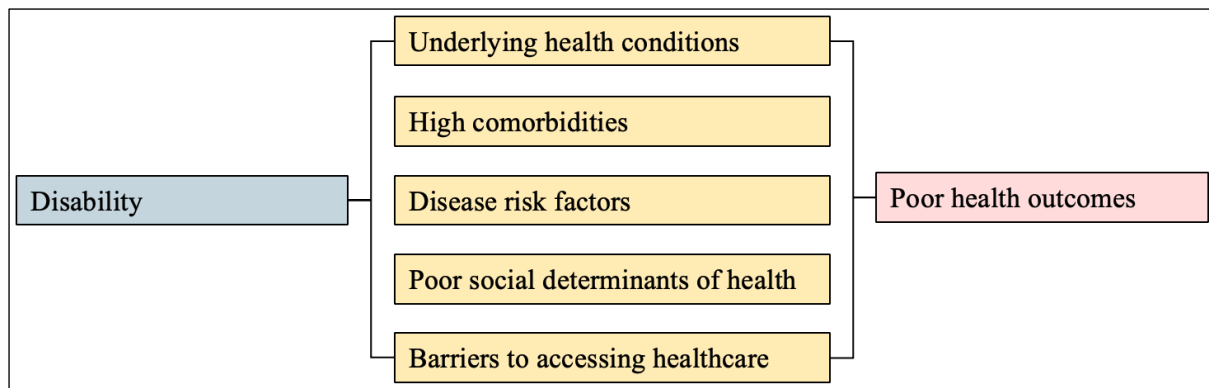 Disability
Underlying health conditions
High comorbidities
Disease risk factors
Poor social determinants of health
Barriers to accessing healthcare
Poor health outcomes